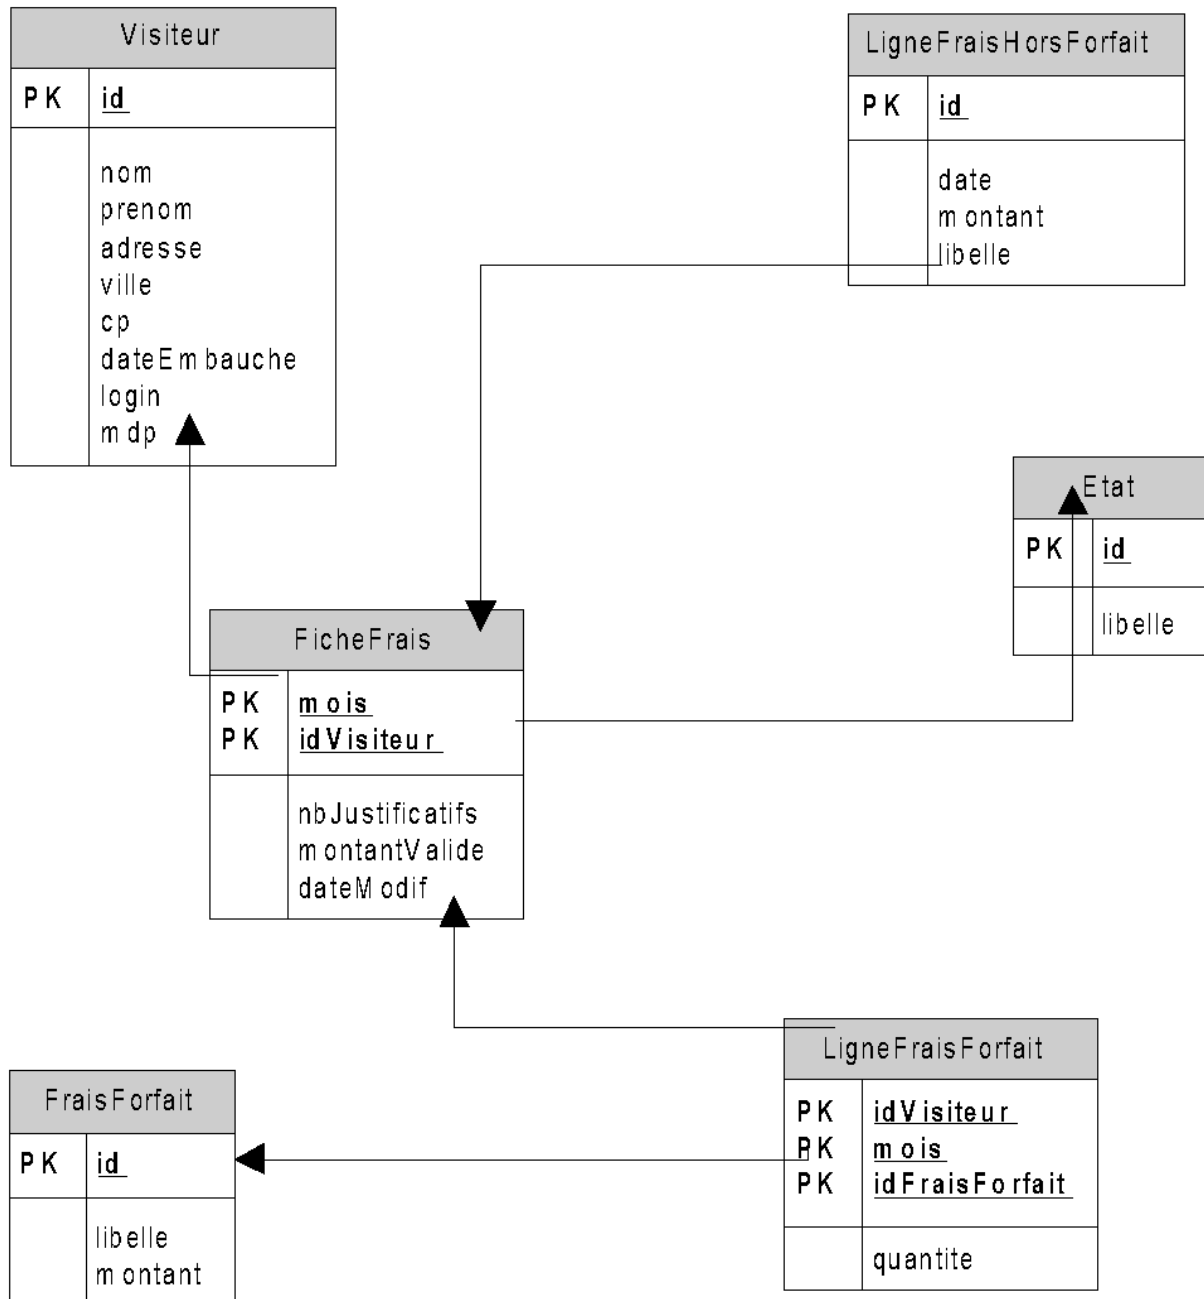 Visiteur
PK id
nom
prenom
adresse
ville
cp
dateEmbauche
login
mdp
LigneFraisHorsForfait
PK id
date
montant
libelle
Etat
PK id
libelle
FicheFrais
PK mois
PK idVisiteur
nbJustificatifs
montantValide
dateModif
LigneFraisForfait
PK idVisiteur
PK mois
PK idFraisForfait
quantite
FraisForfait
PK id
libelle
montant